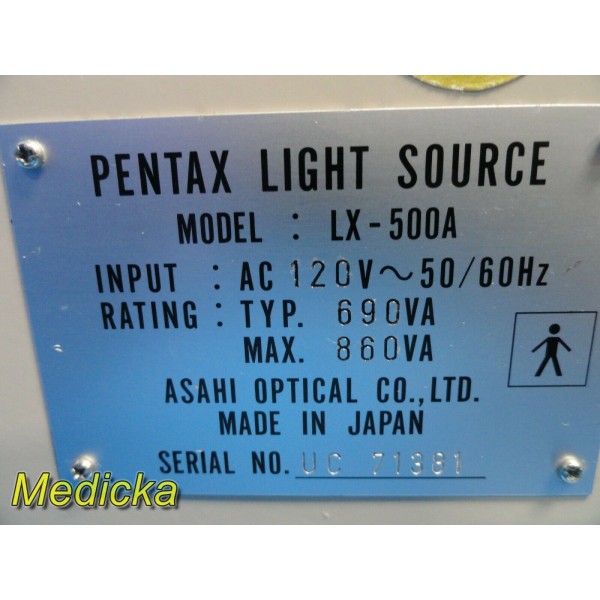 PENTAX LIGHT SOURCE
MODEL : LX-500A
INPUT : AC 120V～50/60Hz
RATING : TYP. 690VA
MAX. 860VA
ASAHI OPTICAL CO.,LTD.
MADE IN JAPAN
SERIAL NO. UC 71381
Medicka